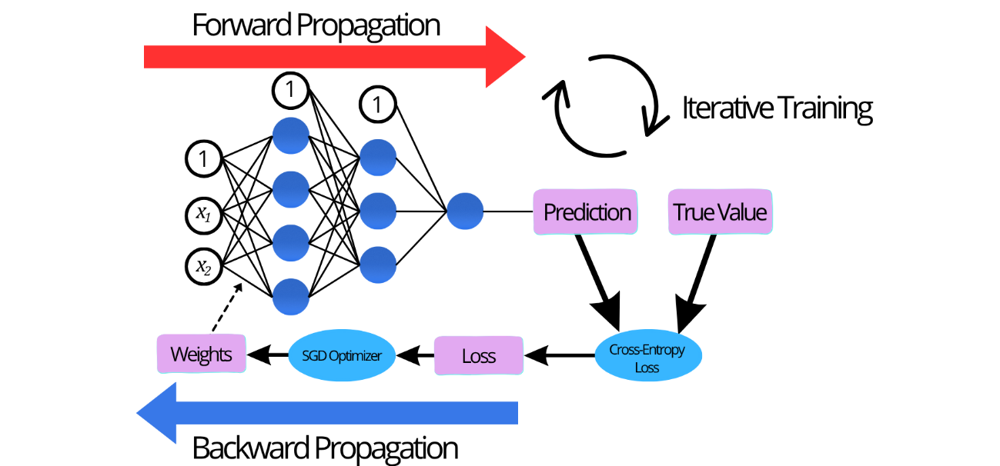 Forward Propagation
1
1
Iterative Training
1
x1
x2
Prediction
True Value
Weights
SGD Optimizer
Loss
Cross-Entropy
Loss
Backward Propagation